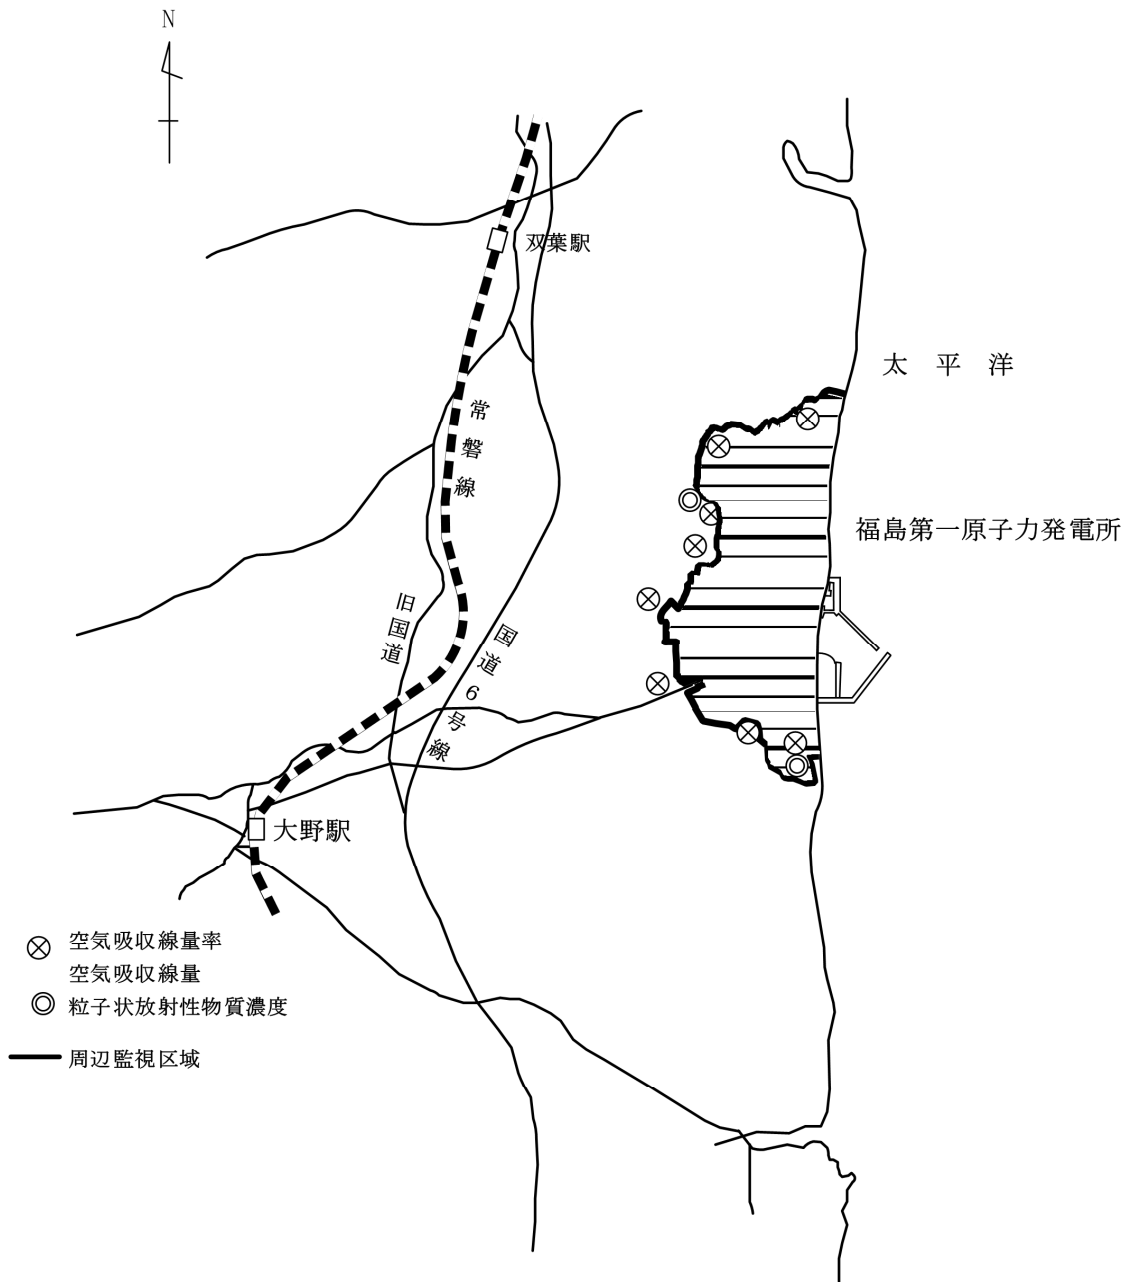 N
双葉駅
太平洋
常磐線
福島第一原子力発電所
旧国道
国道6号線
大野駅
空気吸収線量率
空気吸収線量
粒子状放射性物質濃度
周辺監視区域